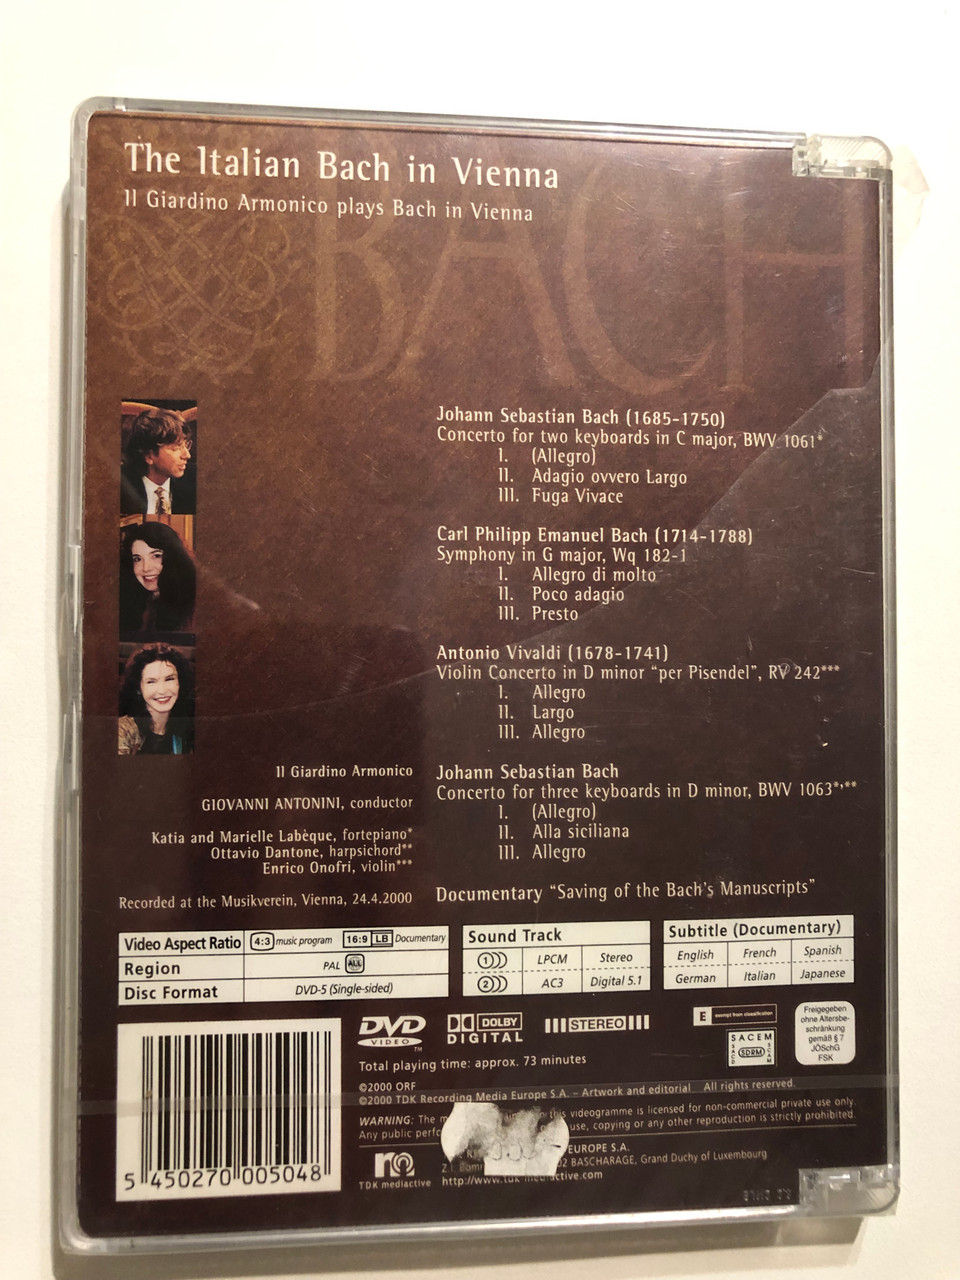 The Italian Bach in Vienna
Il Giardino Armonico plays Bach in Vienna
BACH
Johann Sebastian Bach (1685-1750)
Concerto for two keyboards in C major, BWV 1061*
I. (Allegro)
II. Adagio ovvero Largo
III. Fuga Vivace
Carl Philipp Emanuel Bach (1714-1788)
Symphony in G major, Wq 182-1
I. Allegro di molto
II. Poco adagio
III. Presto
Antonio Vivaldi (1678-1741)
Violin Concerto in D minor “per Pisendel”, RV 242***
I. Allegro
II. Largo
III. Allegro
Johann Sebastian Bach
Concerto for three keyboards in D minor, BWV 1063*,**
I. (Allegro)
II. Alla siciliana
III. Allegro
Documentary “Saving of the Bach's Manuscripts”
Il Giardino Armonico
GIOVANNI ANTONINI, conductor
Katia and Marielle Labèque, fortepiano*
Ottavio Dantone, harpsichord**
Enrico Onofri, violin***
Recorded at the Musikverein, Vienna, 24.4.2000
Video Aspect Ratio 4:3 music program 16:9 LB Documentary
Region PAL ALL
Disc Format DVD-5 (Single-sided)
Sound Track
1 LPCM Stereo
2 AC3 Digital 5.1
Subtitle (Documentary)
English French Spanish
German Italian Japanese
DVD VIDEO TM
DOLBY DIGITAL
STEREO
E exempt from classification
SACEM SDRM
Freigegeben
ohne Altersbe-
schränkung
gemäß § 7
JÖSchG
FSK
Total playing time: approx. 73 minutes
©2000 ORF
©2000 TDK Recording Media Europe S.A. – Artwork and editorial All rights reserved.
WARNING: The this videogramme is licensed for non-commercial private use only.
Any public use, copying or any other reproduction is strictly prohibited.
EUROPE S.A.
Z.I. BASCHARAGE, Grand Duchy of Luxembourg
http://www.tdk-mediactive.com
TDK mediactive
5 450270 005048